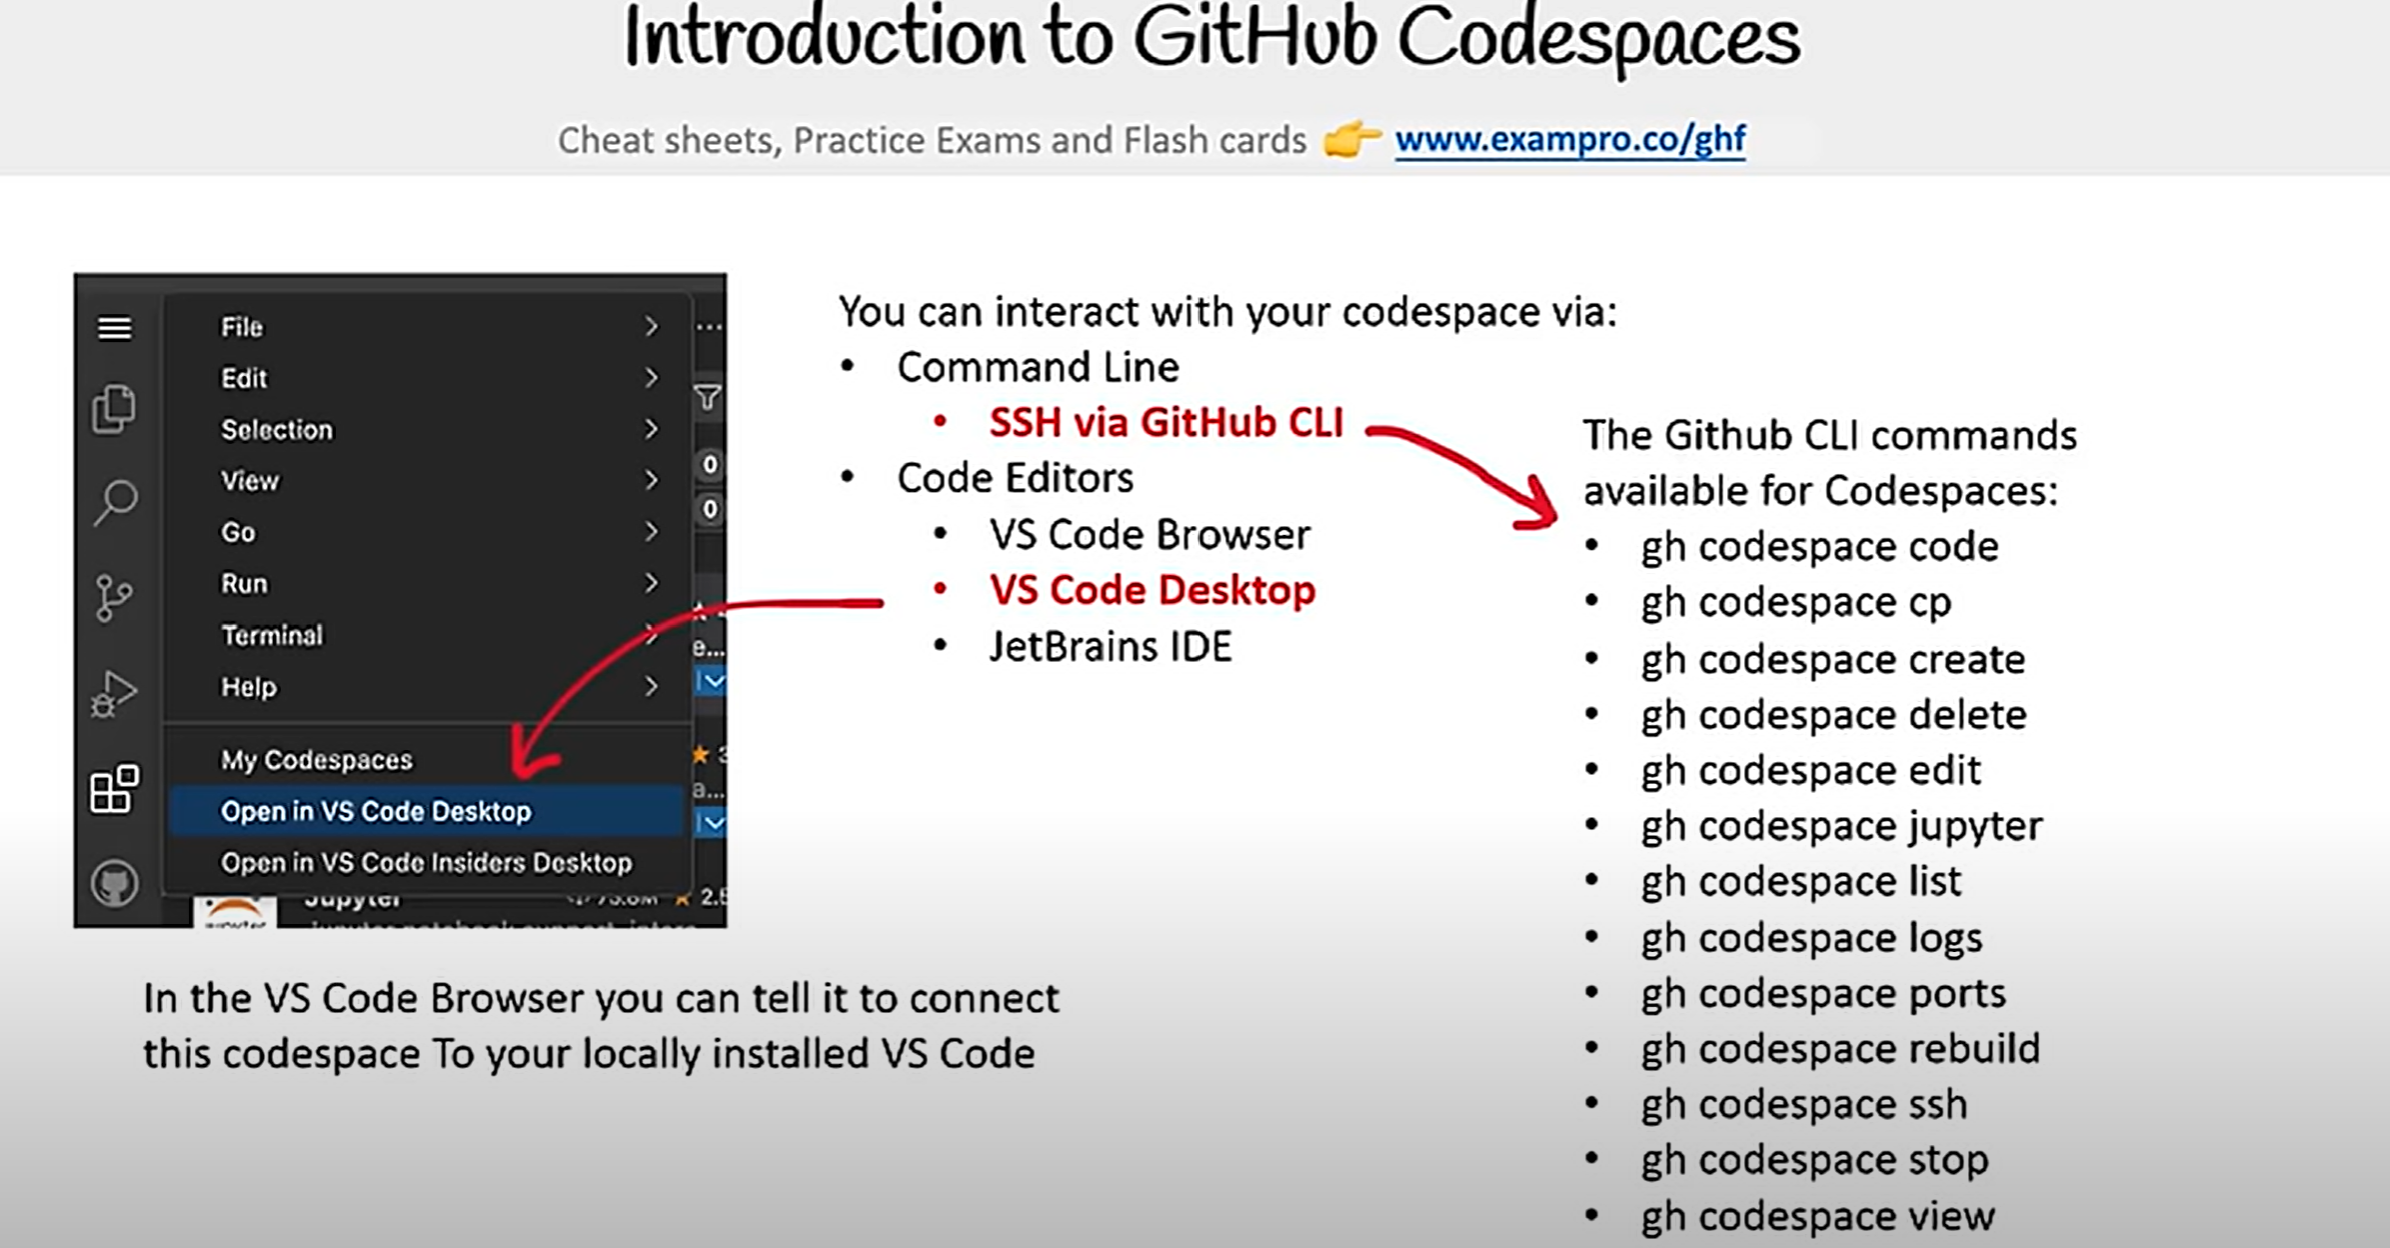 Introduction to GitHub Codespaces
Cheat sheets, Practice Exams and Flash cards 👉 www.exampro.co/ghf
File
Edit
Selection
View
Go
Run
Terminal
Help
My Codespaces
Open in VS Code Desktop
Open in VS Code Insiders Desktop
...
0
0
e...
3
a...
Jupyter
In the VS Code Browser you can tell it to connect
this codespace To your locally installed VS Code
You can interact with your codespace via:
• Command Line
• SSH via GitHub CLI
• Code Editors
• VS Code Browser
• VS Code Desktop
• JetBrains IDE
The Github CLI commands
available for Codespaces:
• gh codespace code
• gh codespace cp
• gh codespace create
• gh codespace delete
• gh codespace edit
• gh codespace jupyter
• gh codespace list
• gh codespace logs
• gh codespace ports
• gh codespace rebuild
• gh codespace ssh
• gh codespace stop
• gh codespace view